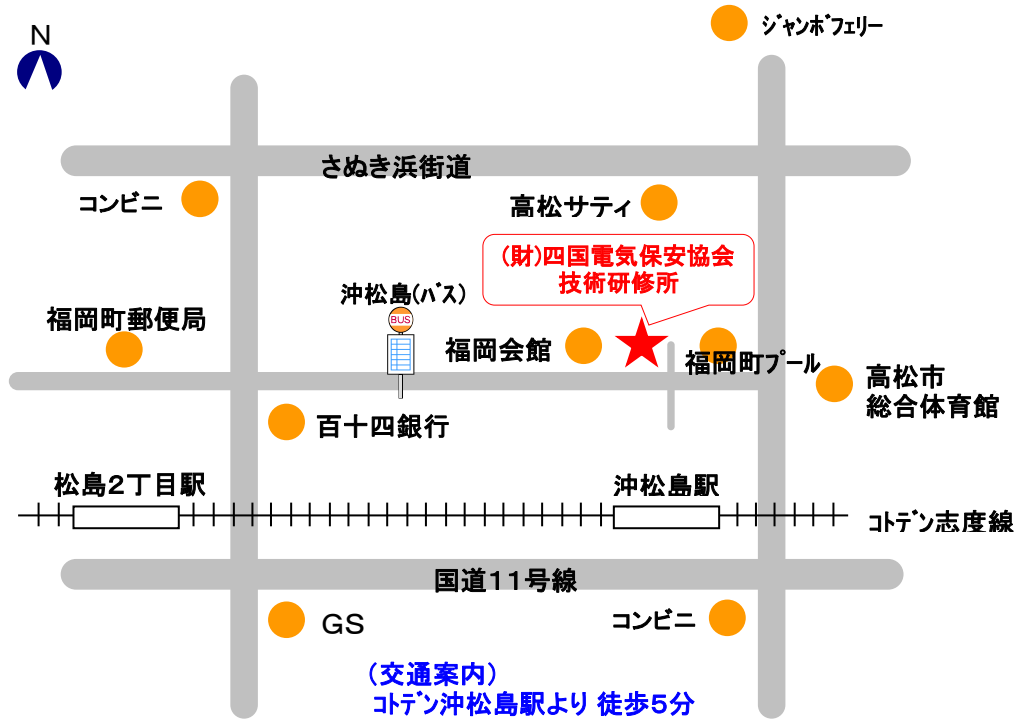 N
ｼﾞｬﾝﾎﾞﾌｪﾘｰ
さぬき浜街道
コンビニ
高松サティ
(財)四国電気保安協会
技術研修所
沖松島(ﾊﾞｽ)
BUS
福岡町郵便局
福岡会館
福岡町ﾌﾟｰﾙ
高松市
総合体育館
百十四銀行
松島２丁目駅
沖松島駅
ｺﾄﾃﾞﾝ志度線
国道１１号線
GS
コンビニ
（交通案内）
ｺﾄﾃﾞﾝ沖松島駅より 徒歩５分